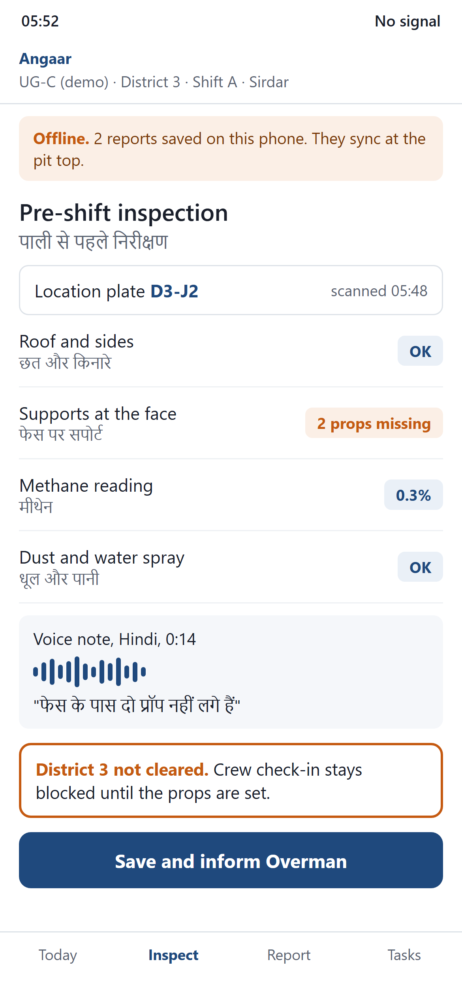 05:52
No signal
Angaar
UG-C (demo) · District 3 · Shift A · Sirdar
Offline. 2 reports saved on this phone. They sync at the
pit top.
Pre-shift inspection
पाली से पहले निरीक्षण
Location plate D3-J2
scanned 05:48
Roof and sides
OK
छत और किनारे
Supports at the face
2 props missing
फेस पर सपोर्ट
Methane reading
0.3%
मीथेन
Dust and water spray
OK
धूल और पानी
Voice note, Hindi, 0:14
"फेस के पास दो प्रॉप नहीं लगे हैं"
District 3 not cleared. Crew check-in stays
blocked until the props are set.
Save and inform Overman
Today
Inspect
Report
Tasks